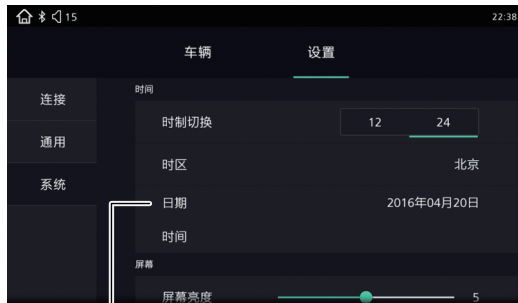 15
22:38
车辆 设置
连接
通用
系统
时间
时制切换 12 24
时区 北京
日期 2016年04月20日
时间
屏幕
屏幕亮度 5